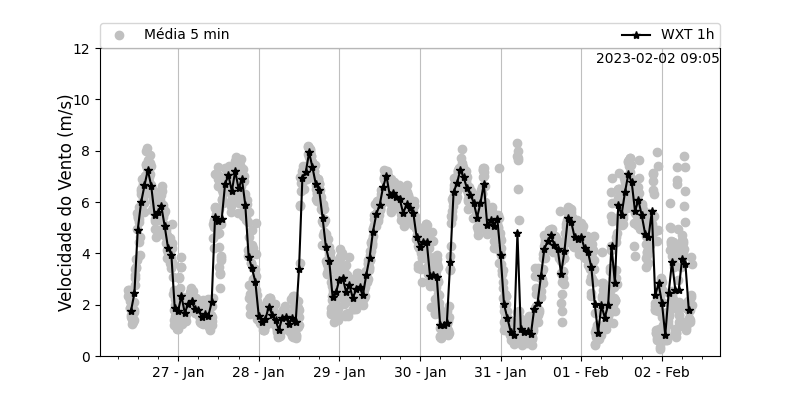 Média 5 min
WXT 1h
2023-02-02 09:05
Velocidade do Vento (m/s)
12
10
8
6
4
2
0
27 - Jan
28 - Jan
29 - Jan
30 - Jan
31 - Jan
01 - Feb
02 - Feb